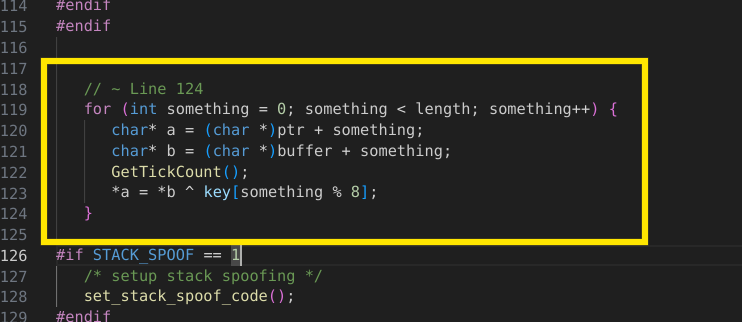 114 #endif
115 #endif
116
117
118 // ~ Line 124
119 for (int something = 0; something < length; something++) {
120 char* a = (char *)ptr + something;
121 char* b = (char *)buffer + something;
122 GetTickCount();
123 *a = *b ^ key[something % 8];
124 }
125
126 #if STACK_SPOOF == 1
127 /* setup stack spoofing */
128 set_stack_spoof_code();
129 #endif